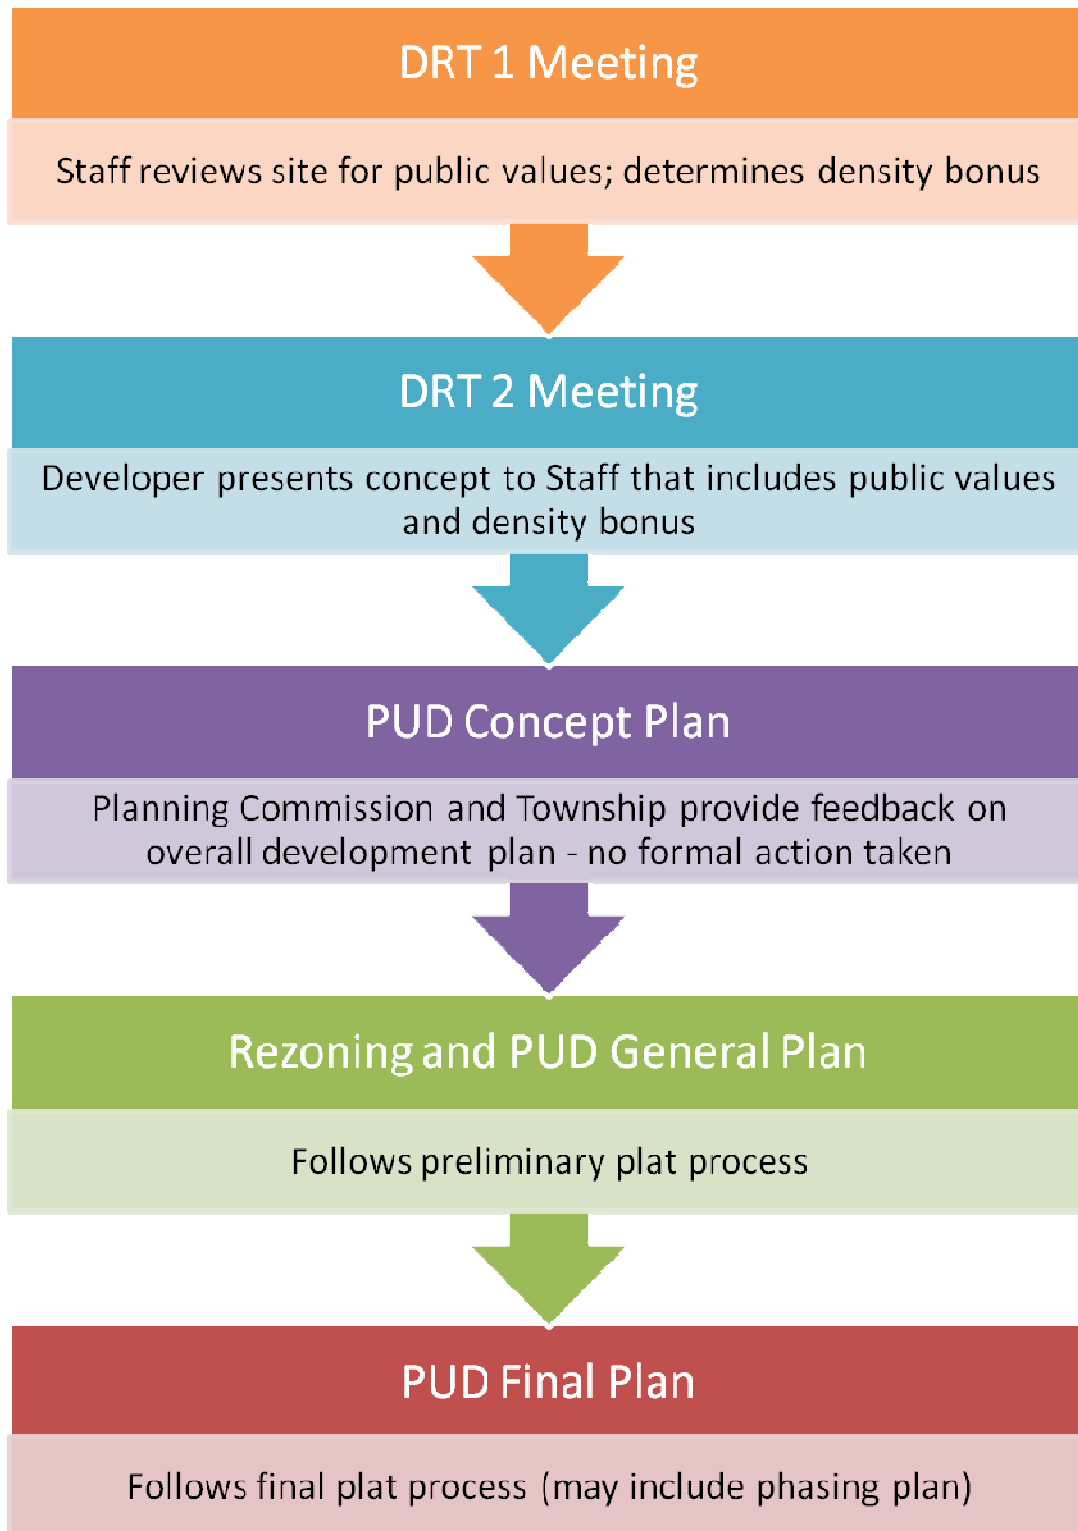 DRT 1 Meeting
Staff reviews site for public values; determines density bonus
DRT 2 Meeting
Developer presents concept to Staff that includes public values
and density bonus
PUD Concept Plan
Planning Commission and Township provide feedback on
overall development plan - no formal action taken
Rezoning and PUD General Plan
Follows preliminary plat process
PUD Final Plan
Follows final plat process (may include phasing plan)